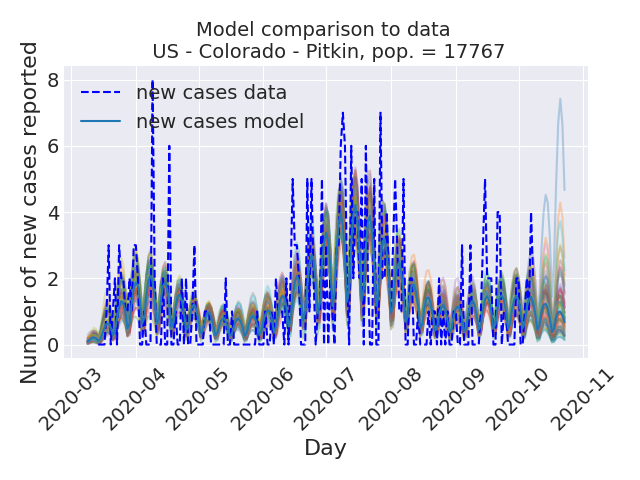 Model comparison to data
US - Colorado - Pitkin, pop. = 17767
Number of new cases reported
8
6
4
2
0
new cases data
new cases model
2020-03
2020-04
2020-05
2020-06
2020-07
2020-08
2020-09
2020-10
2020-11
Day